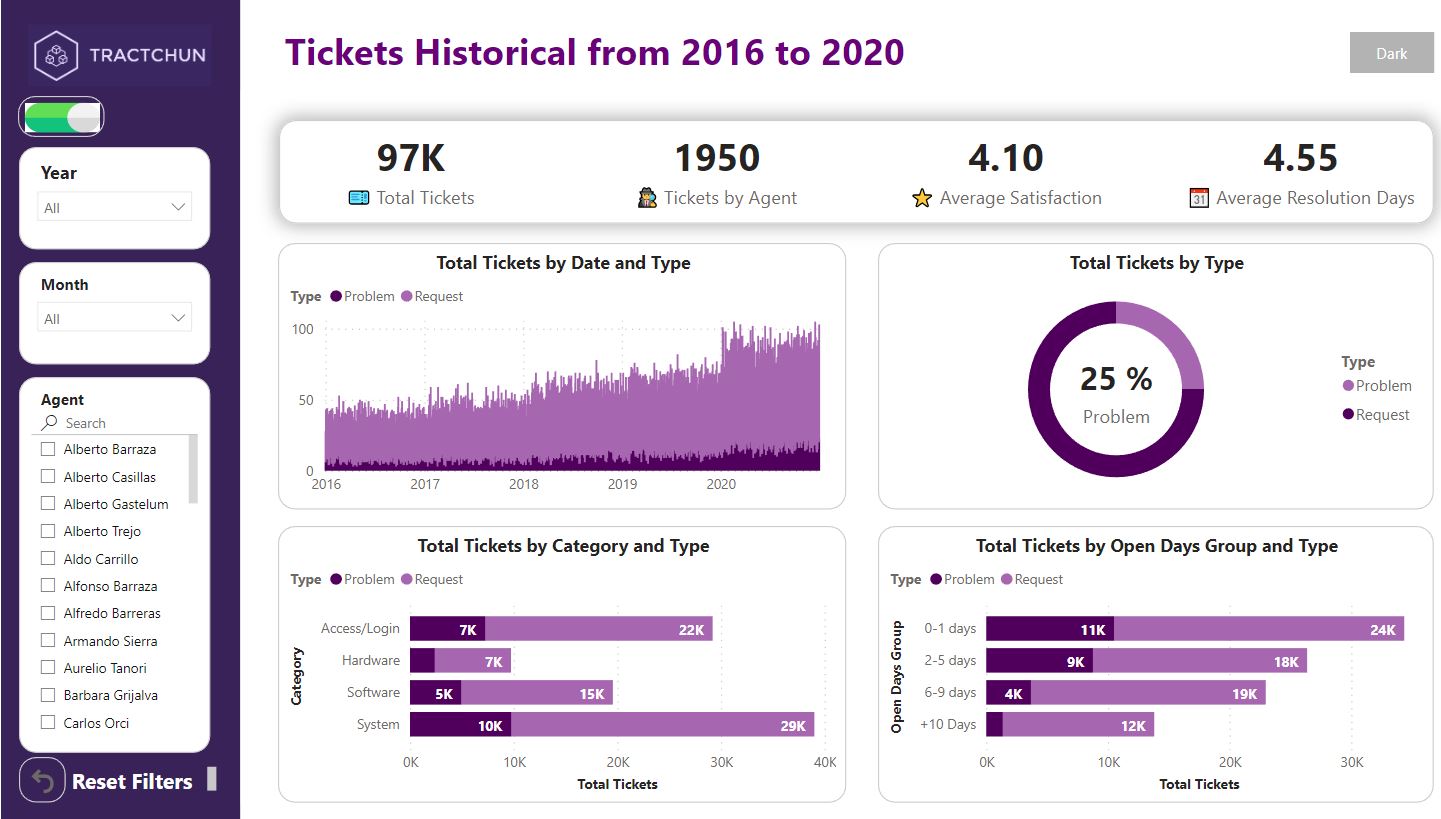 TRACTCHUN
Year
All
Month
All
Agent
Search
Alberto Barraza
Alberto Casillas
Alberto Gastelum
Alberto Trejo
Aldo Carrillo
Alfonso Barraza
Alfredo Barreras
Armando Sierra
Aurelio Tanori
Barbara Grijalva
Carlos Orci
Reset Filters
Tickets Historical from 2016 to 2020
Dark
97K
Total Tickets
1950
Tickets by Agent
4.10
Average Satisfaction
31
4.55
Average Resolution Days
Total Tickets by Date and Type
Type Problem Request
100
50
0
2016 2017 2018 2019 2020
Total Tickets by Type
25 %
Problem
Type
Problem
Request
Total Tickets by Category and Type
Type Problem Request
Category
Access/Login 7K 22K
Hardware 7K
Software 5K 15K
System 10K 29K
0K 10K 20K 30K 40K
Total Tickets
Total Tickets by Open Days Group and Type
Type Problem Request
Open Days Group
0-1 days 11K 24K
2-5 days 9K 18K
6-9 days 4K 19K
+10 Days 12K
0K 10K 20K 30K
Total Tickets